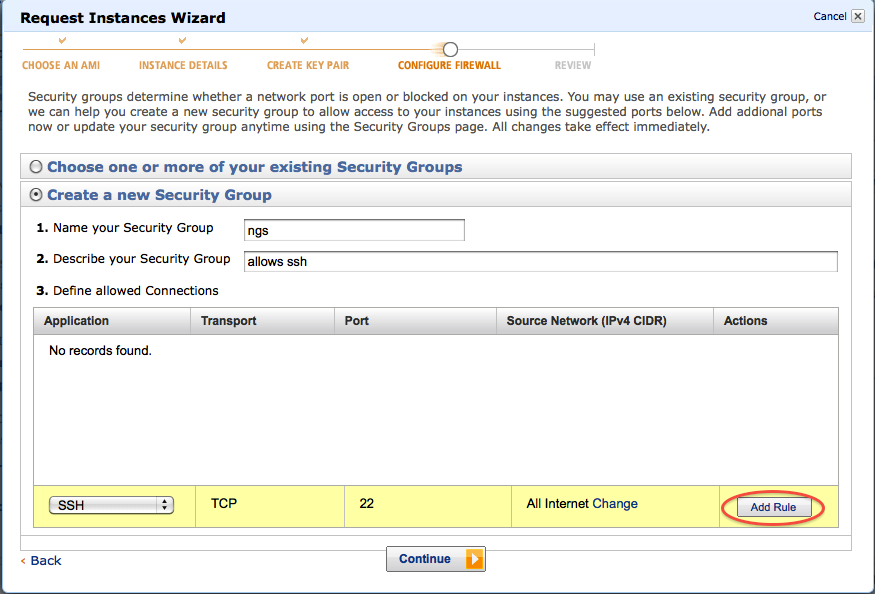 Request Instances Wizard Cancel
CHOOSE AN AMI INSTANCE DETAILS CREATE KEY PAIR CONFIGURE FIREWALL REVIEW
Security groups determine whether a network port is open or blocked on your instances. You may use an existing security group, or
we can help you create a new security group to allow access to your instances using the suggested ports below. Add addional ports
now or update your security group anytime using the Security Groups page. All changes take effect immediately.
Choose one or more of your existing Security Groups
Create a new Security Group
1. Name your Security Group ngs
2. Describe your Security Group allows ssh
3. Define allowed Connections
Application Transport Port Source Network (IPv4 CIDR) Actions
No records found.
SSH TCP 22 All Internet Change Add Rule
< Back Continue